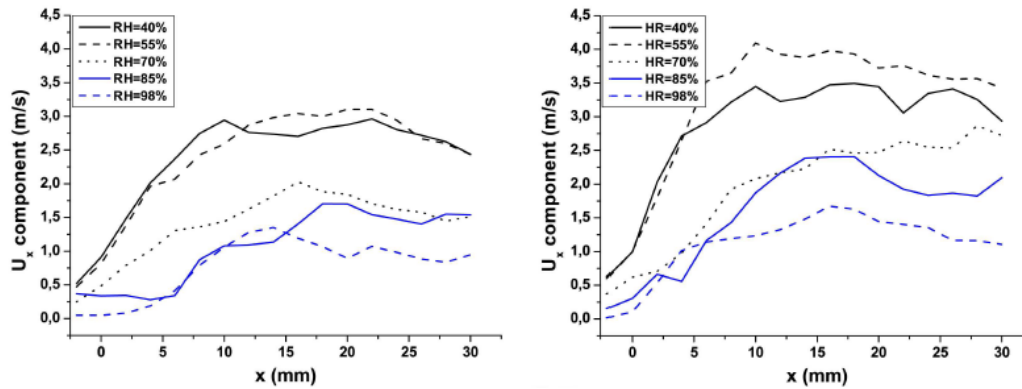 4,5
4,0
3,5
3,0
2,5
2,0
1,5
1,0
0,5
0,0
Uₓ component (m/s)
RH=40%
RH=55%
RH=70%
RH=85%
RH=98%
0 5 10 15 20 25 30
x (mm)
4,5
4,0
3,5
3,0
2,5
2,0
1,5
1,0
0,5
0,0
Uₓ component (m/s)
HR=40%
HR=55%
HR=70%
HR=85%
HR=98%
0 5 10 15 20 25 30
x (mm)